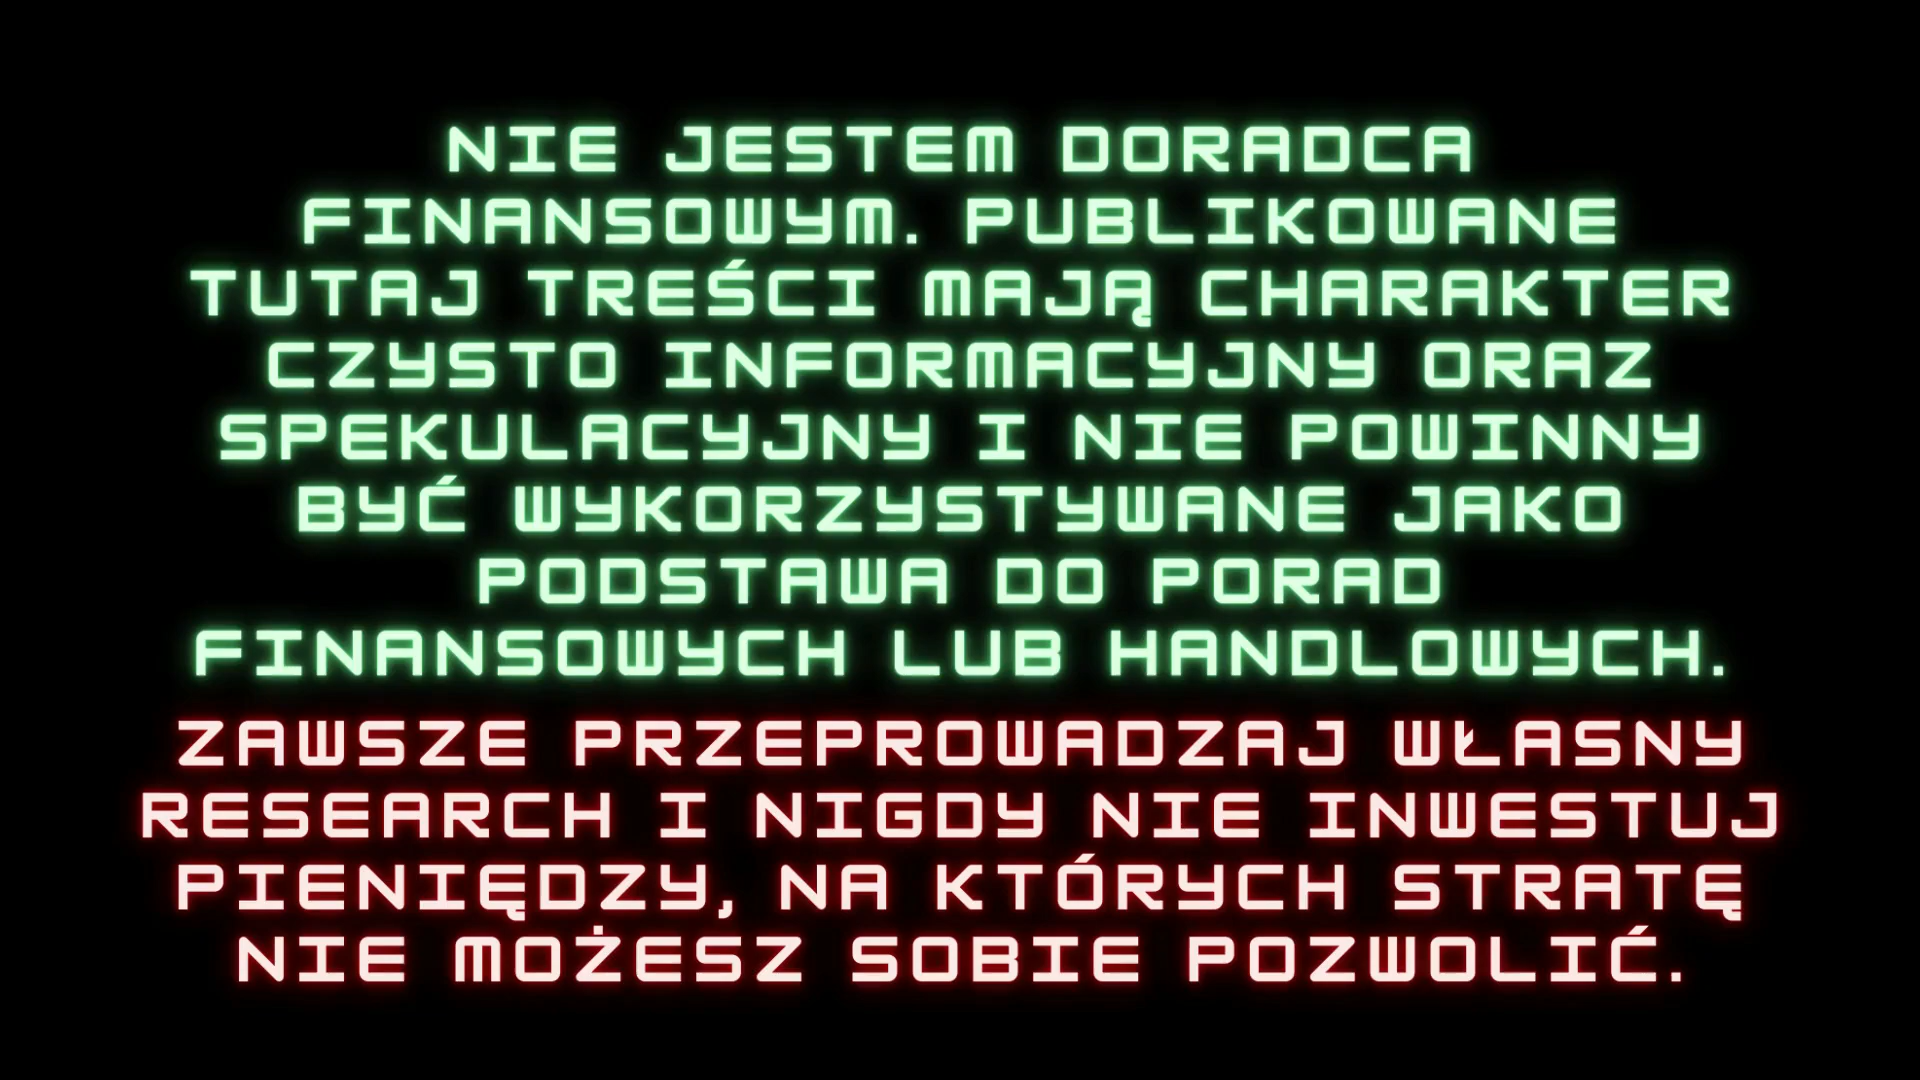 NIE JESTEM DORADCA
FINANSOWYM. PUBLIKOWANE
TUTAJ TREŚCI MAJĄ CHARAKTER
CZYSTO INFORMACYJNY ORAZ
SPEKULACYJNY I NIE POWINNY
BYĆ WYKORZYSTYWANE JAKO
PODSTAWA DO PORAD
FINANSOWYCH LUB HANDLOWYCH.
ZAWSZE PRZEPROWADZAJ WŁASNY
RESEARCH I NIGDY NIE INWESTUJ
PIENIĘDZY, NA KTÓRYCH STRATĘ
NIE MOŻESZ SOBIE POZWOLIĆ.